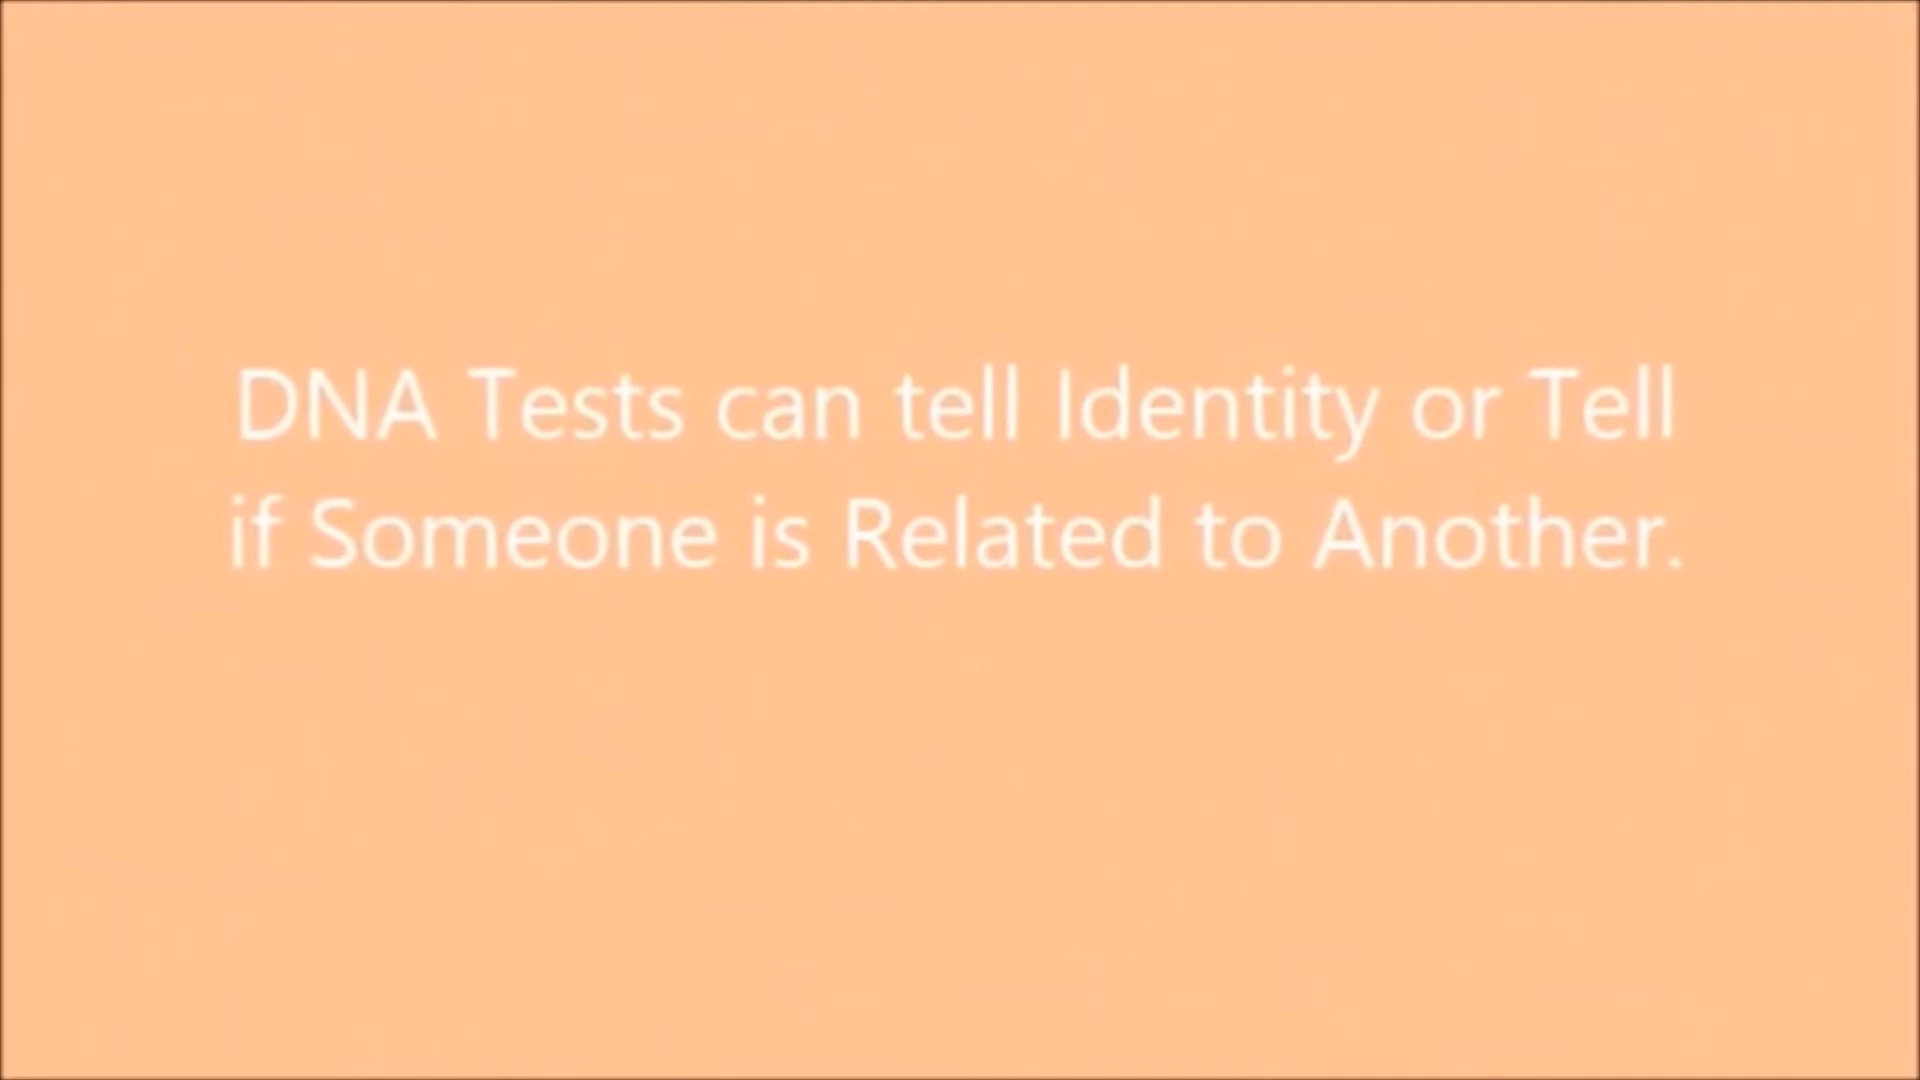 DNA Tests can tell Identity or Tell
if Someone is Related to Another.